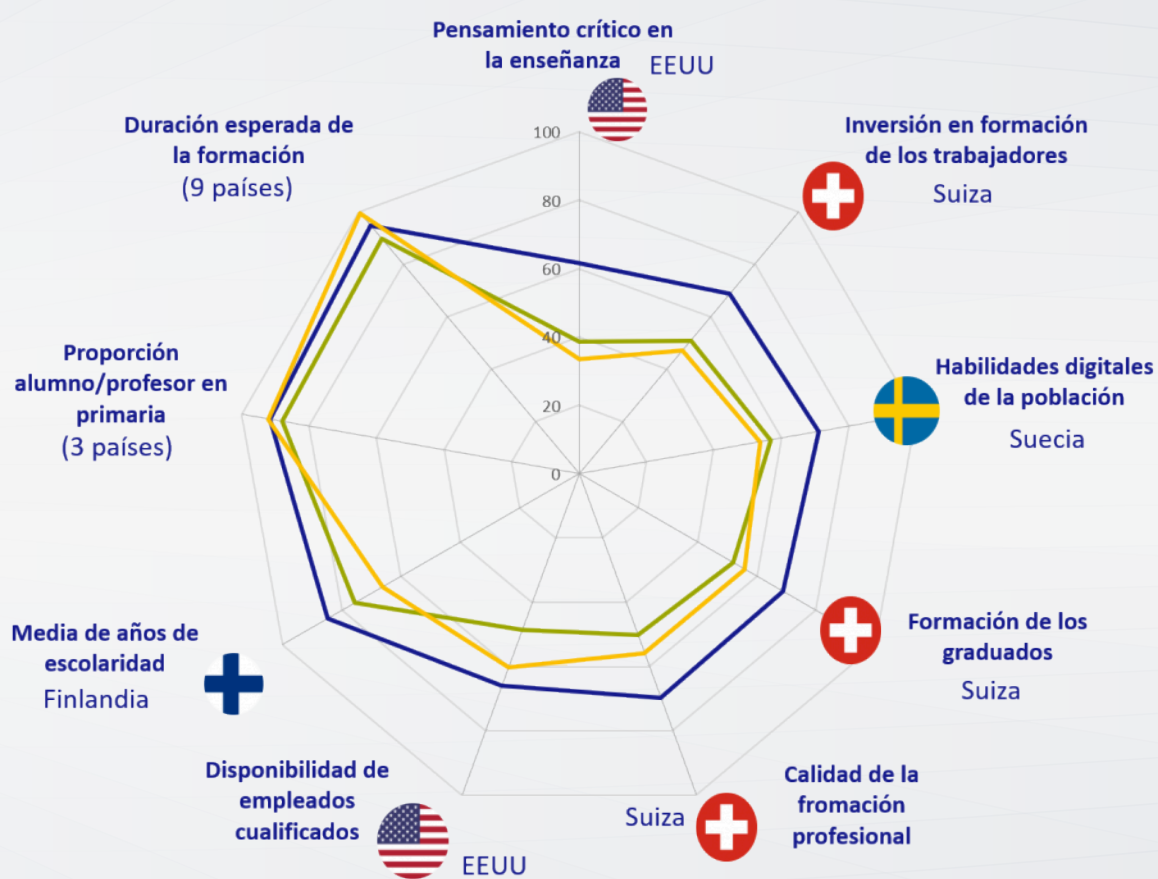 Pensamiento crítico en
la enseñanza
EEUU
Duración esperada de
la formación
(9 países)
Inversión en formación
de los trabajadores
Suiza
100
80
60
40
20
0
Proporción
alumno/profesor en
primaria
(3 países)
Habilidades digitales
de la población
Suecia
Media de años de
escolaridad
Finlandia
Formación de los
graduados
Suiza
Disponibilidad de
empleados
cualificados
EEUU
Suiza
Calidad de la
fromación
profesional